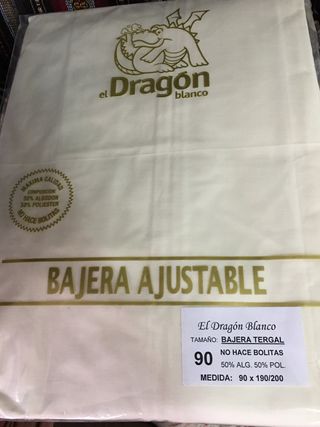 el Dragón
blanco
MAXIMA CALIDAD
COMPOSICION
50% ALGODON
50% POLIESTER
NO HACE BOLITAS
BAJERA AJUSTABLE
El Dragón Blanco
TAMAÑO: BAJERA TERGAL
90 NO HACE BOLITAS
50% ALG. 50% POL.
MEDIDA: 90 x 190/200